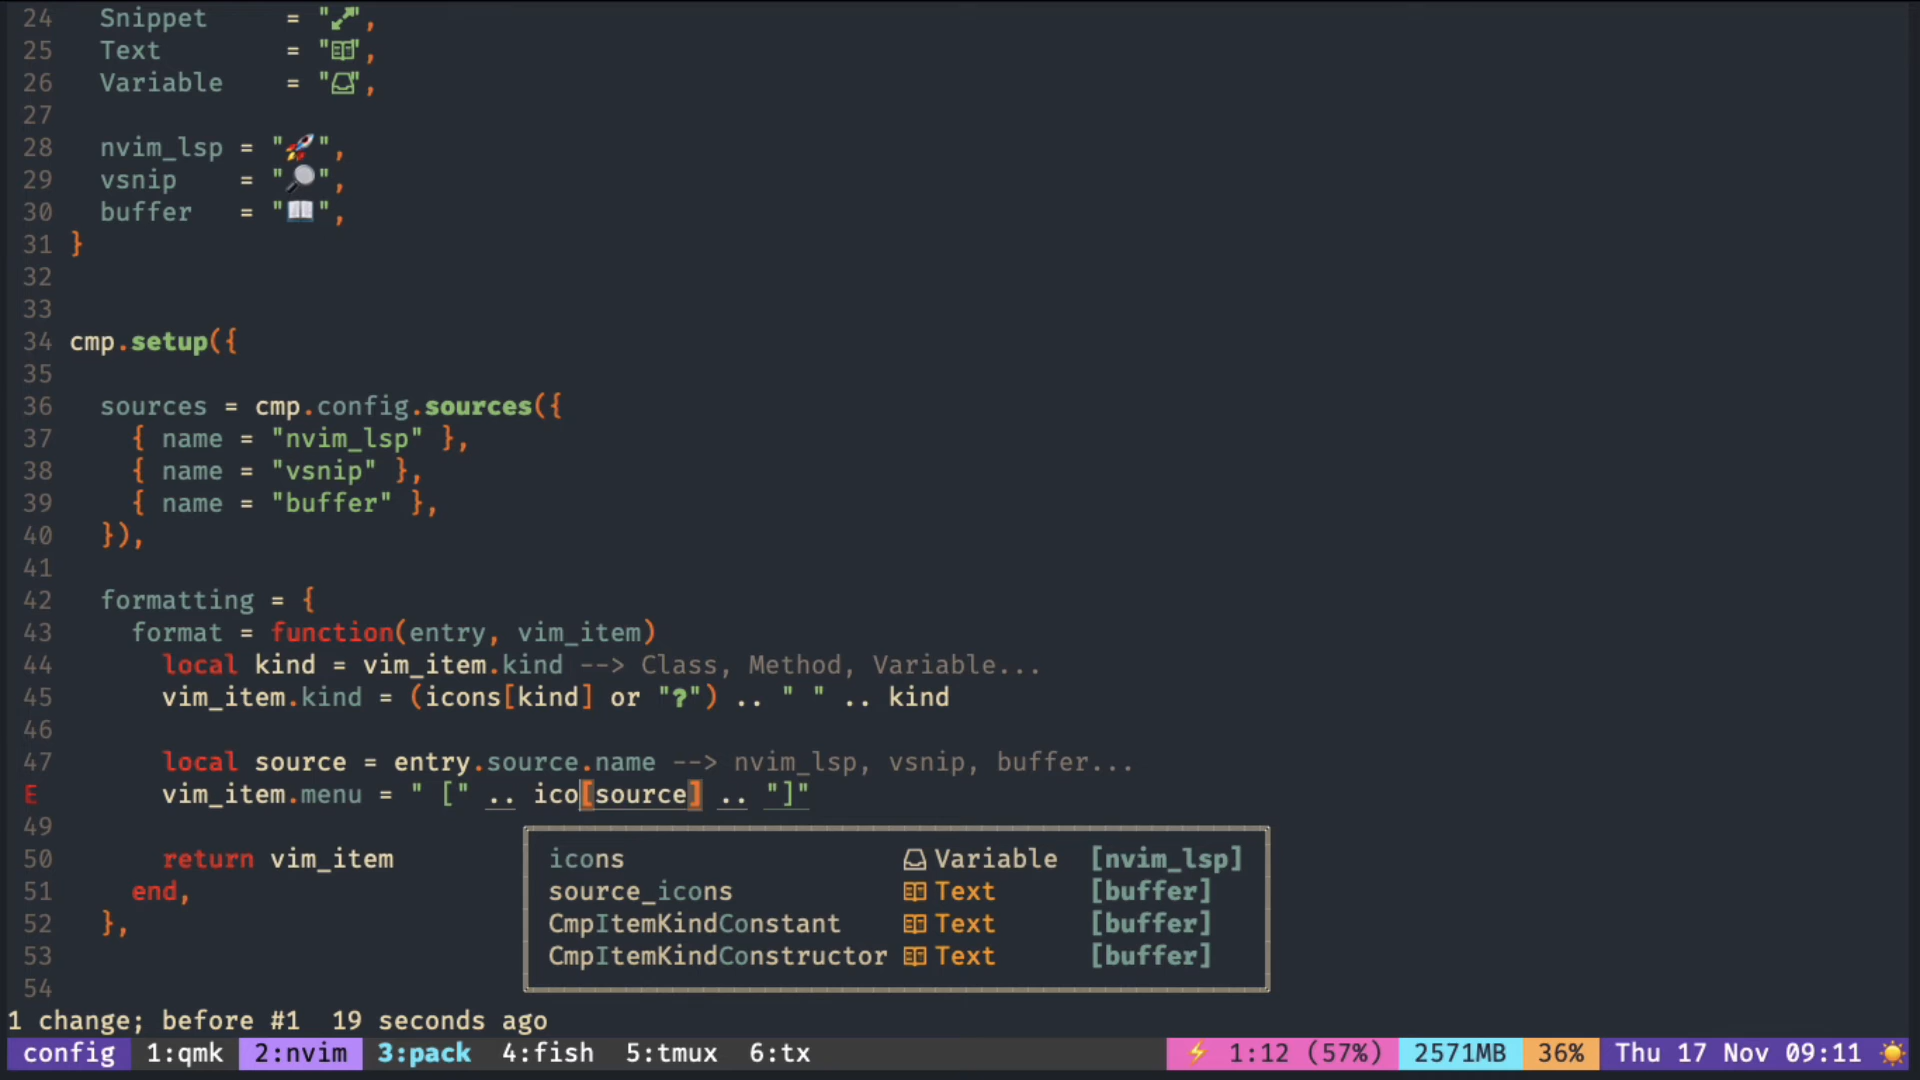 24   Snippet     = "⤢",
25   Text        = "",
26   Variable    = "",
27
28   nvim_lsp = "🚀",
29   vsnip    = "🔎",
30   buffer   = "📖",
31 }
32
33
34 cmp.setup({
35
36   sources = cmp.config.sources({
37     { name = "nvim_lsp" },
38     { name = "vsnip" },
39     { name = "buffer" },
40   }),
41
42   formatting = {
43     format = function(entry, vim_item)
44       local kind = vim_item.kind --> Class, Method, Variable...
45       vim_item.kind = (icons[kind] or "?") .. " " .. kind
46
47       local source = entry.source.name --> nvim_lsp, vsnip, buffer...
E        vim_item.menu = " [" .. ico[source] .. "]"
49
50       return vim_item
51     end,
52   },
53
54
icons Variable [nvim_lsp]
source_icons Text [buffer]
CmpItemKindConstant Text [buffer]
CmpItemKindConstructor Text [buffer]
1 change; before #1  19 seconds ago
config 1:qmk 2:nvim 3:pack 4:fish 5:tmux 6:tx ⚡ 1:12 (57%) 2571MB 36% Thu 17 Nov 09:11 ☀️